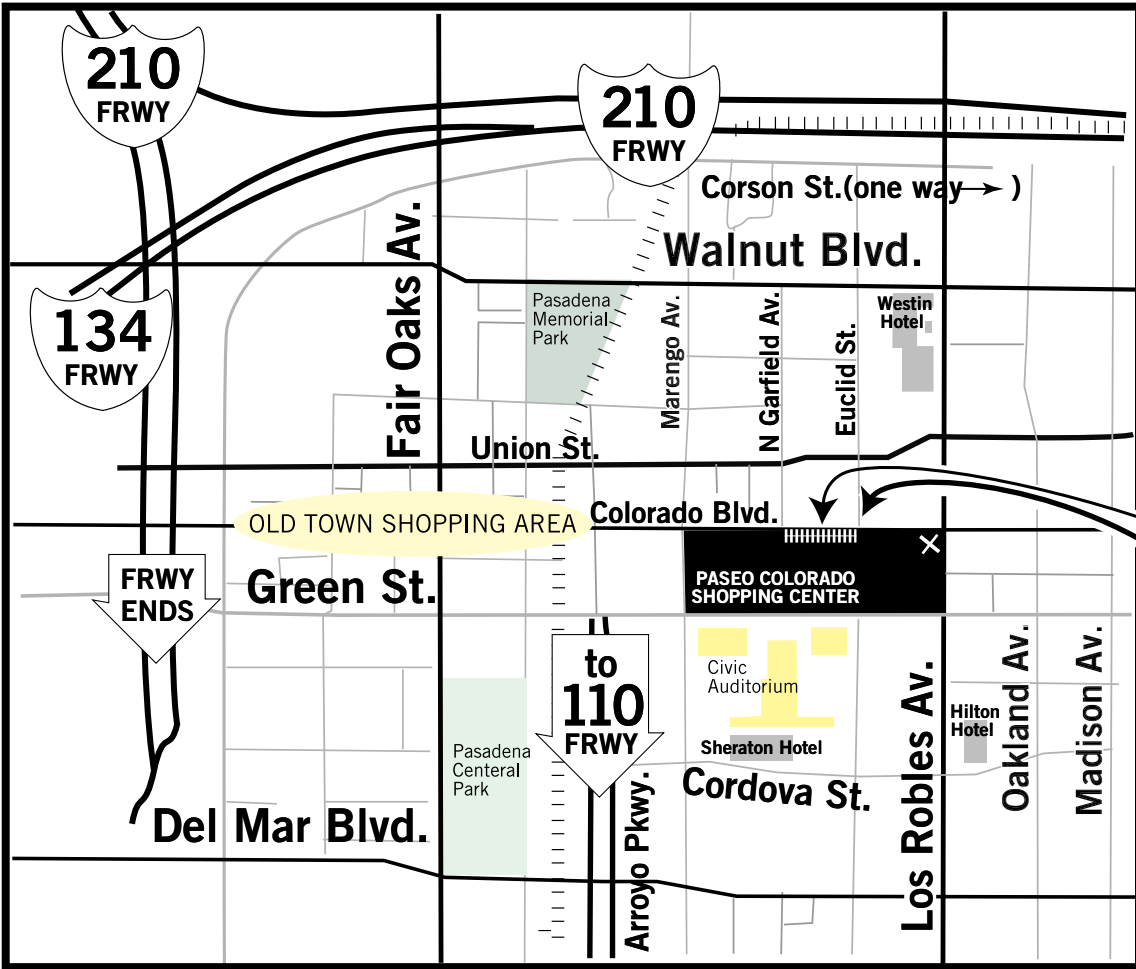 210
FRWY
210
FRWY
Corson St.(one way )
Walnut Blvd.
Fair Oaks Av.
134
FRWY
Pasadena
Memorial
Park
Marengo Av.
N Garfield Av.
Euclid St.
Westin
Hotel
Union St.
OLD TOWN SHOPPING AREA
Colorado Blvd.
PASEO COLORADO
SHOPPING CENTER
FRWY
ENDS
Green St.
to
110
FRWY
Civic
Auditorium
Sheraton Hotel
Hilton
Hotel
Los Robles Av.
Oakland Av.
Madison Av.
Pasadena
Centeral
Park
Cordova St.
Del Mar Blvd.
Arroyo Pkwy.